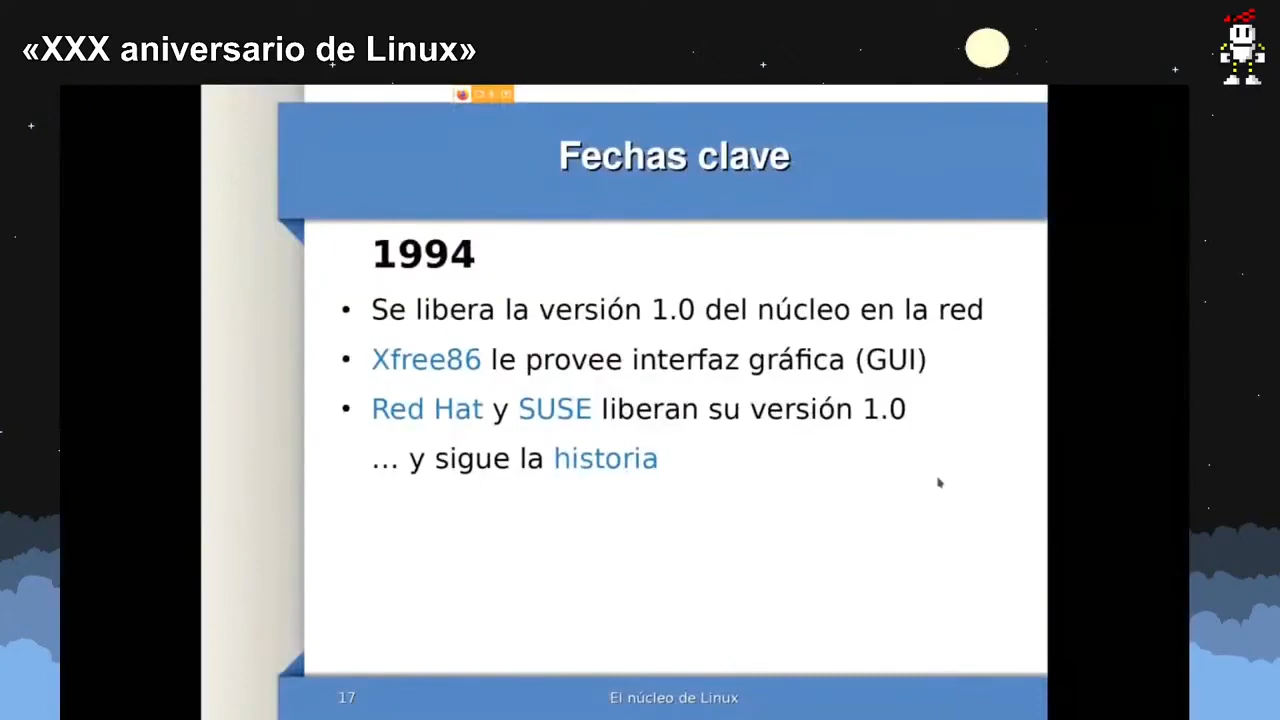 «XXX aniversario de Linux»
Fechas clave
1994
• Se libera la versión 1.0 del núcleo en la red
• Xfree86 le provee interfaz gráfica (GUI)
• Red Hat y SUSE liberan su versión 1.0
... y sigue la historia
17
El núcleo de Linux